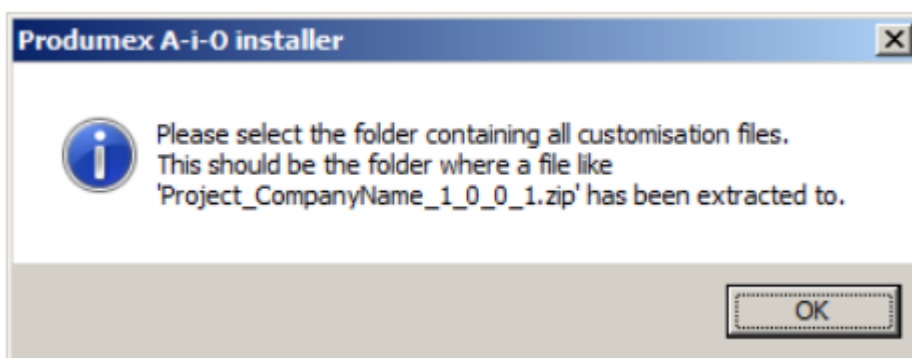 Produmex A-i-O installer
Please select the folder containing all customisation files.
This should be the folder where a file like
'Project_CompanyName_1_0_0_1.zip' has been extracted to.
OK